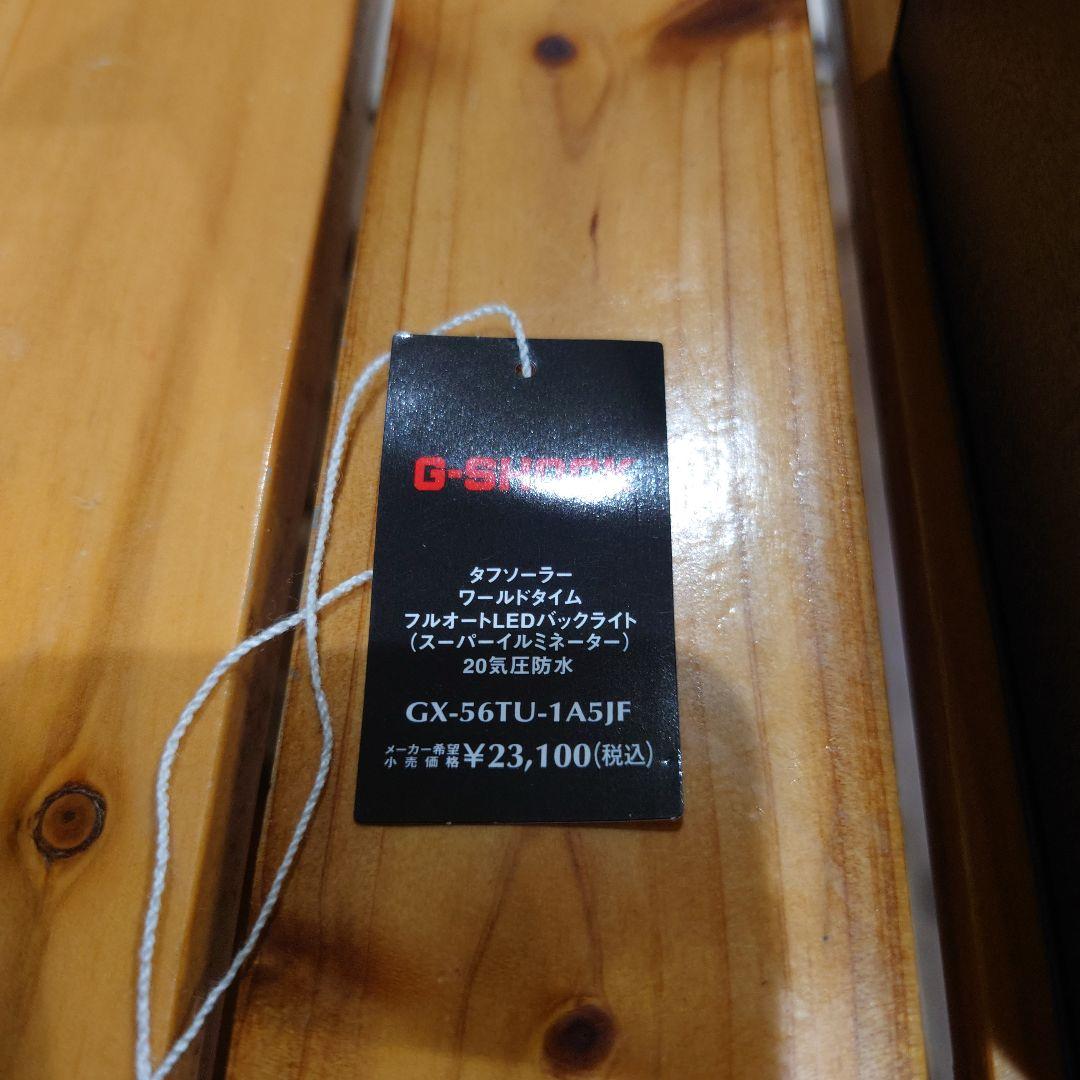 G-SHOCK
タフソーラー
ワールドタイム
フルオートLEDバックライト
(スーパーイルミネーター)
20気圧防水
GX-56TU-1A5JF
メーカー希望
小売価格 ¥23,100(税込)